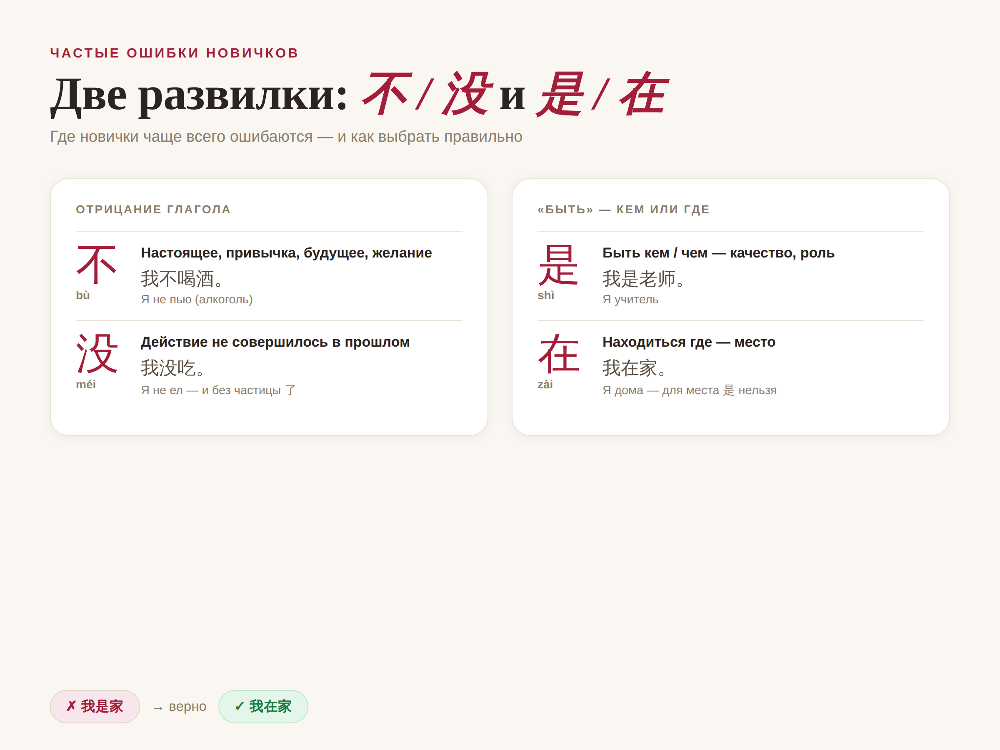 ЧАСТЫЕ ОШИБКИ НОВИЧКОВ
Две развилки: 不 / 没 и 是 / 在
Где новички чаще всего ошибаются — и как выбрать правильно
ОТРИЦАНИЕ ГЛАГОЛА
不
bù
Настоящее, привычка, будущее, желание
我不喝酒。
Я не пью (алкоголь)
没
méi
Действие не совершилось в прошлом
我没吃。
Я не ел — и без частицы 了
«БЫТЬ» — КЕМ ИЛИ ГДЕ
是
shì
Быть кем / чем — качество, роль
我是老师。
Я учитель
在
zài
Находиться где — место
我在家。
Я дома — для места 是 нельзя
✗ 我是家 → верно ✓ 我在家